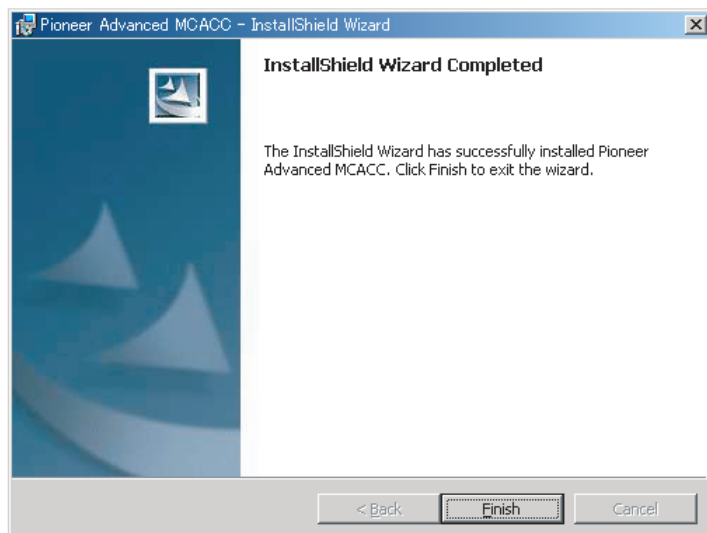 Pioneer Advanced MCACC - InstallShield Wizard
InstallShield Wizard Completed
The InstallShield Wizard has successfully installed Pioneer
Advanced MCACC. Click Finish to exit the wizard.
< Back
Finish
Cancel